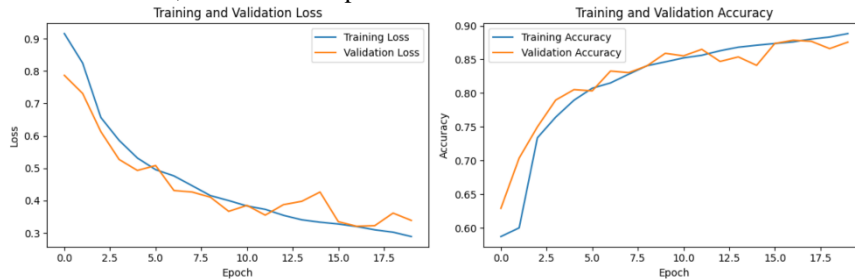 Training and Validation Loss
Training Loss
Validation Loss
0.9
0.8
0.7
0.6
0.5
0.4
0.3
Loss
0.0 2.5 5.0 7.5 10.0 12.5 15.0 17.5
Epoch
Training and Validation Accuracy
Training Accuracy
Validation Accuracy
0.90
0.85
0.80
0.75
0.70
0.65
0.60
Accuracy
0.0 2.5 5.0 7.5 10.0 12.5 15.0 17.5
Epoch